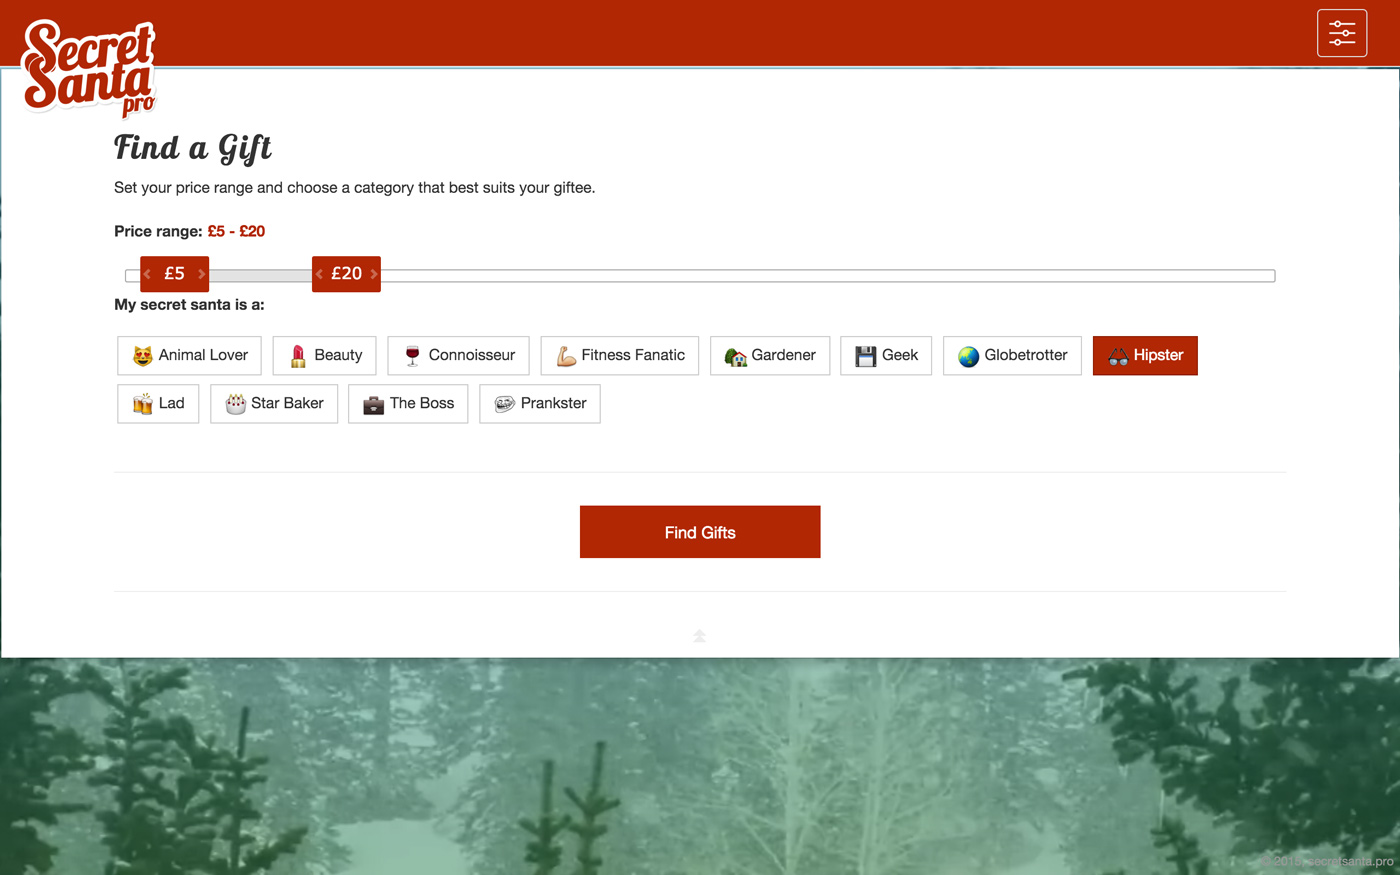 Secret
Santa
pro
Find a Gift
Set your price range and choose a category that best suits your giftee.
Price range: £5 - £20
£5 £20
My secret santa is a:
Animal Lover Beauty Connoisseur Fitness Fanatic Gardener Geek Globetrotter Hipster
Lad Star Baker The Boss Prankster
Find Gifts
© 2015, secretsanta.pro